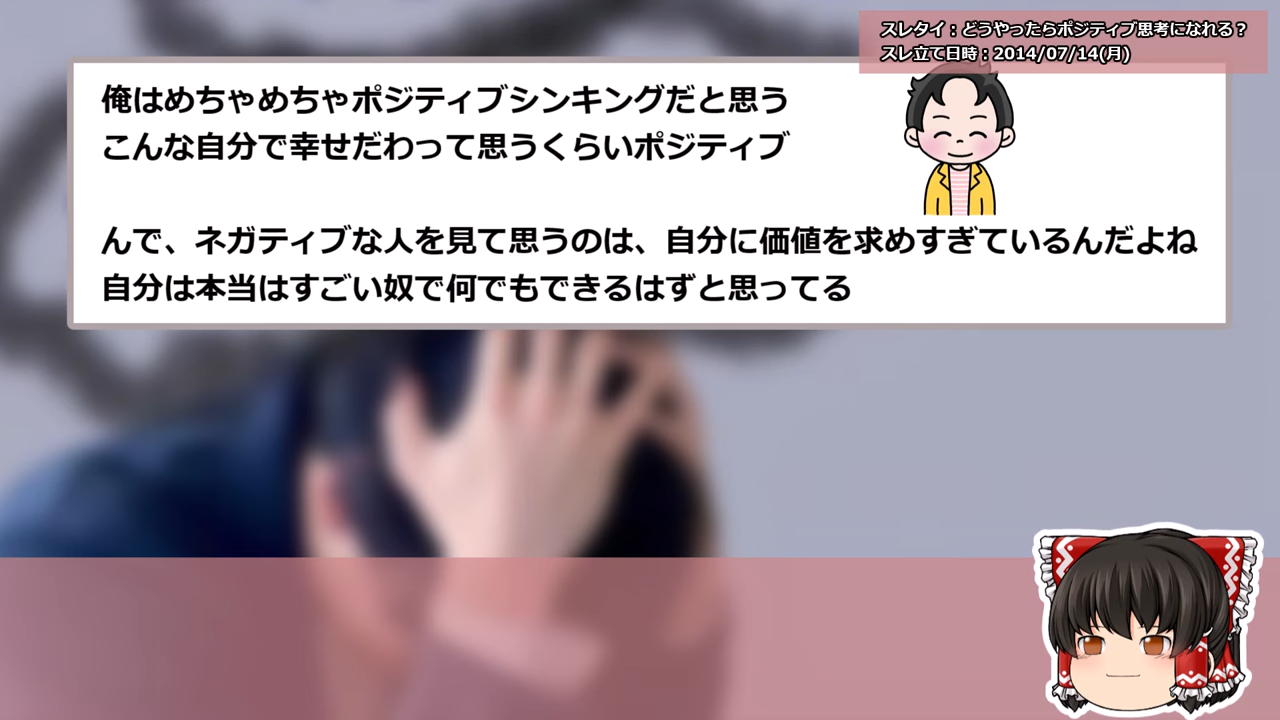 スレタイ：どうやったらポジティブ思考になれる？
スレ立て日時：2014/07/14(月)
俺はめちゃめちゃポジティブシンキングだと思う
こんな自分で幸せだわって思うくらいポジティブ
んで、ネガティブな人を見て思うのは、自分に価値を求めすぎているんだよね
自分は本当はすごい奴で何でもできるはずと思ってる